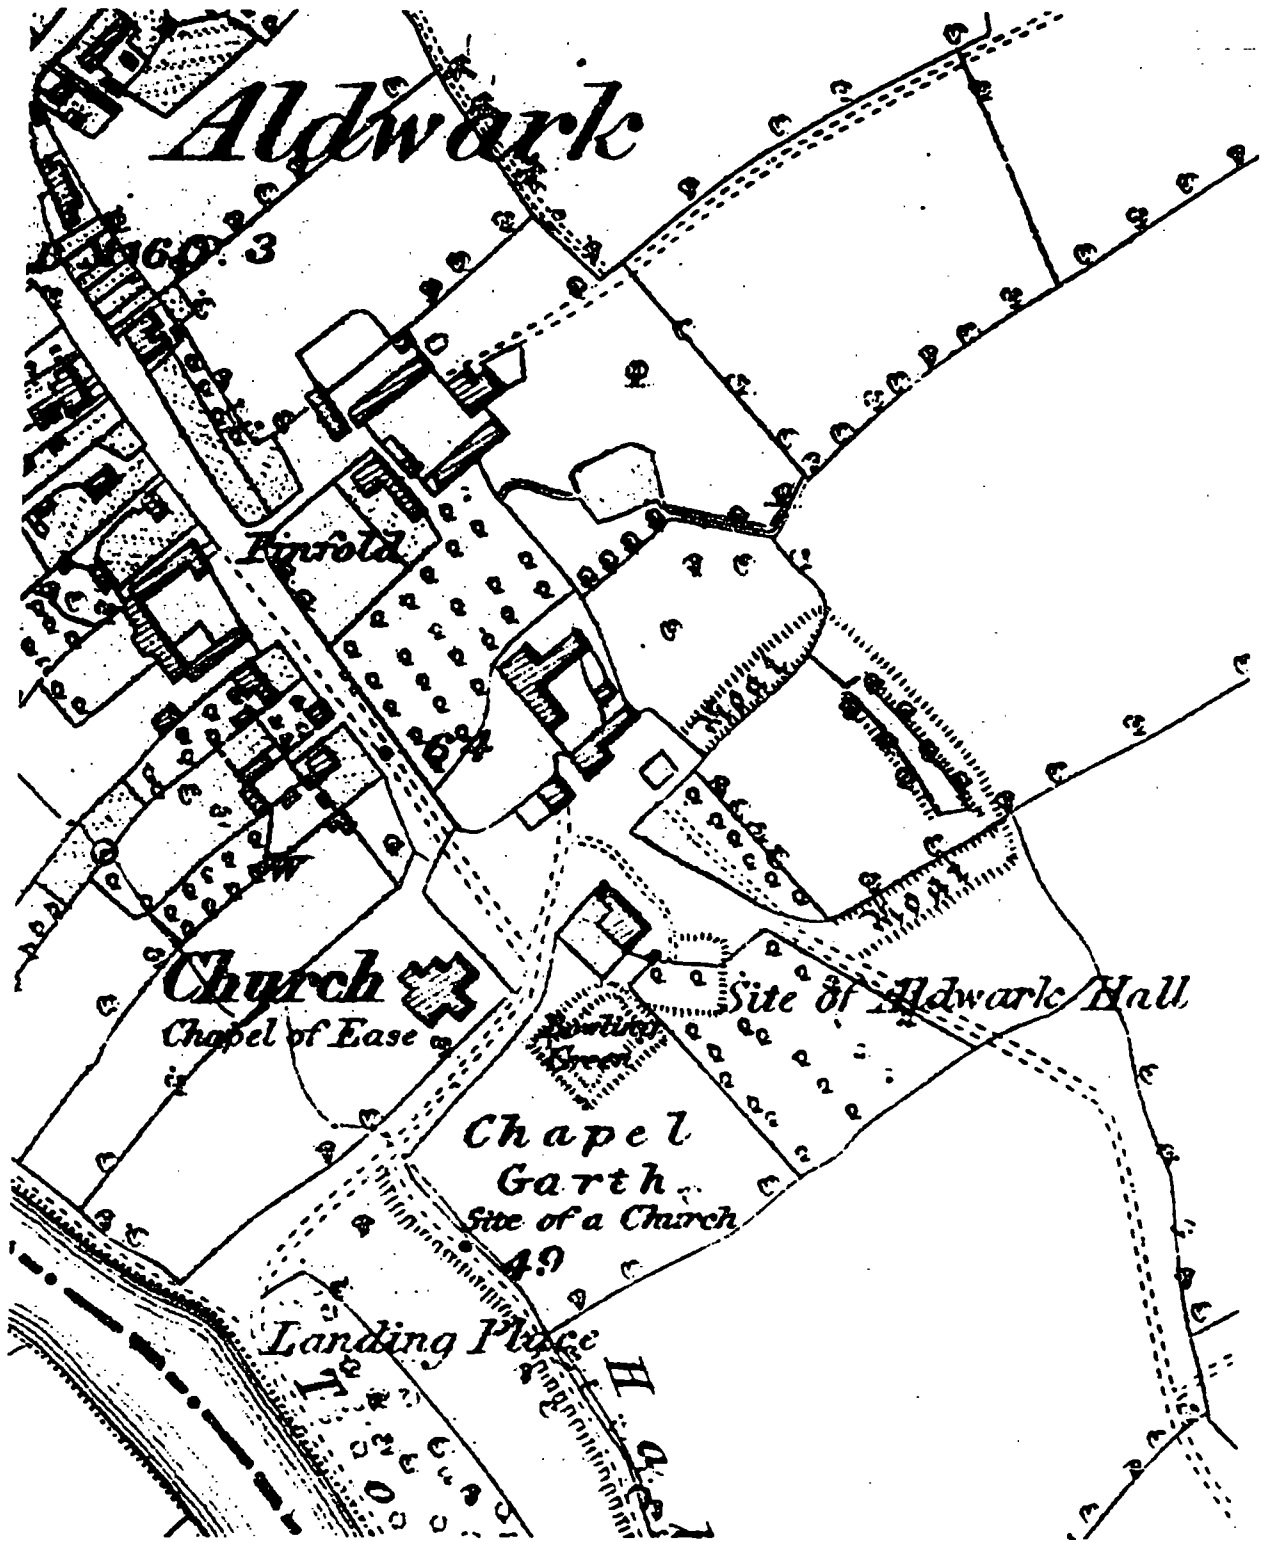 Aldwark
B.M. 60.3
Pinfold
64
Moat
W
Moat
Church
Chapel of Ease
Site of Aldwark Hall
Bowling
Green
Chapel
Garth
Site of a Church
49
Landing Place
T
O
H
a
l